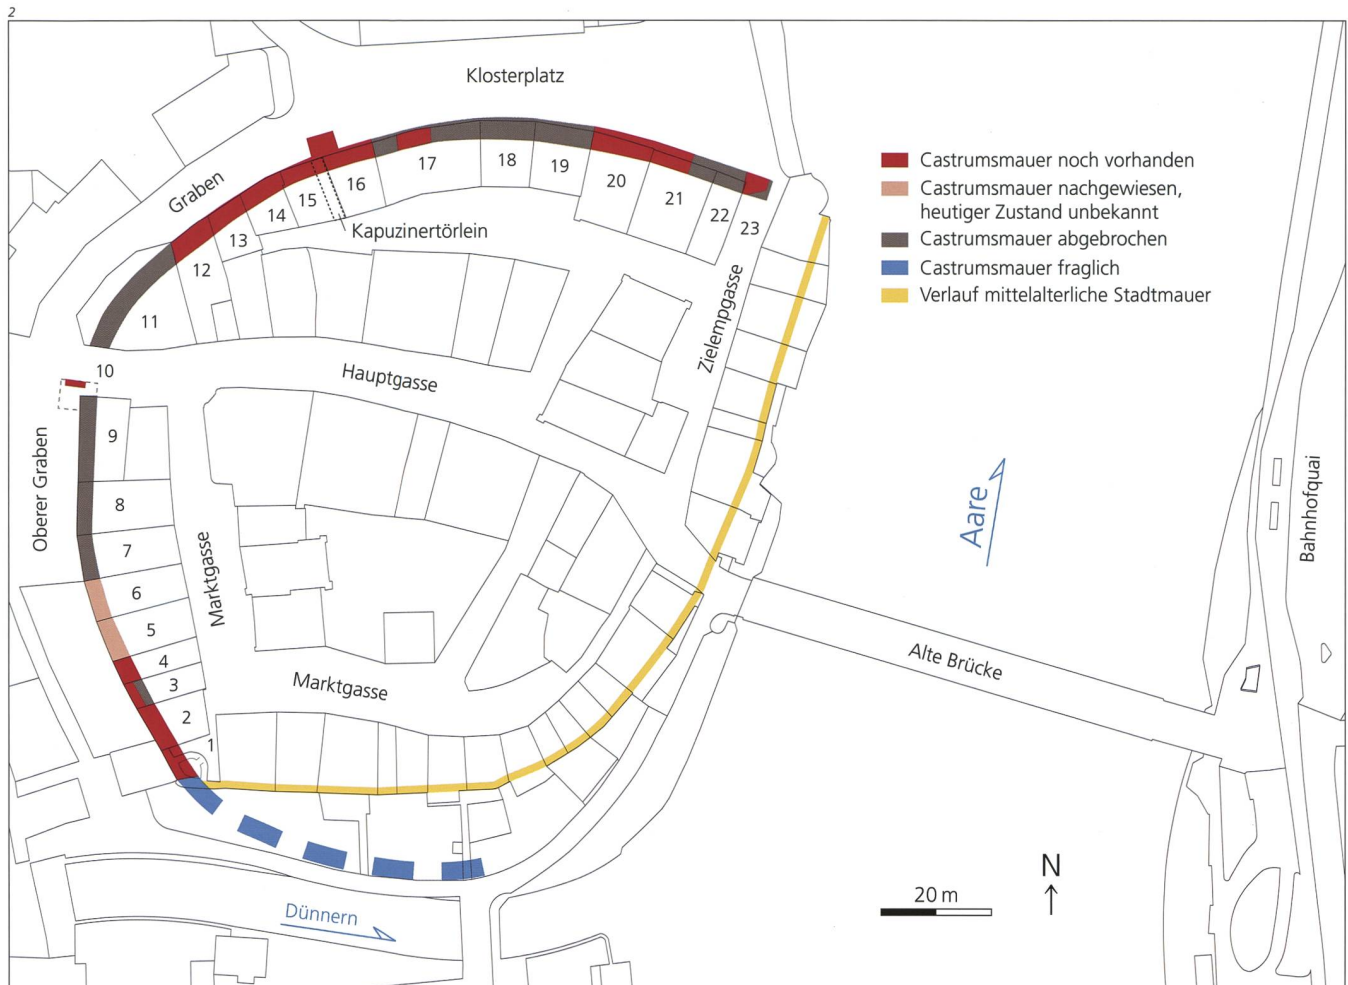 2
Klosterplatz
Graben
Kapuzinertörlein
Hauptgasse
Zielempgasse
Oberer Graben
Marktgasse
Marktgasse
Aare
Alte Brücke
Bahnhofquai
Dünnern
1
2
3
4
5
6
7
8
9
10
11
12
13
14
15
16
17
18
19
20
21
22
23
Castrumsmauer noch vorhanden
Castrumsmauer nachgewiesen,
heutiger Zustand unbekannt
Castrumsmauer abgebrochen
Castrumsmauer fraglich
Verlauf mittelalterliche Stadtmauer
20 m
N